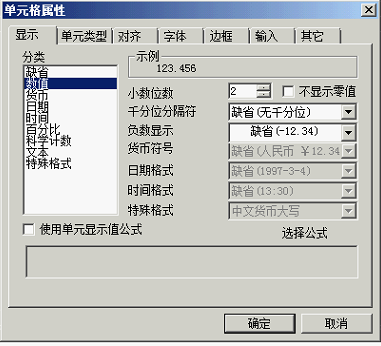 单元格属性
显示 单元类型 对齐 字体 边框 输入 其它
分类
缺省
数值
货币
日期
时间
百分比
科学计数
文本
特殊格式
示例
123.456
小数位数 2 不显示零值
千分位分隔符 缺省(无千分位)
负数显示 缺省(-12.34)
货币符号 缺省(人民币 ￥12.34
日期格式 缺省(1997-3-4)
时间格式 缺省(13:30)
特殊格式 中文货币大写
使用单元显示值公式 选择公式
确定 取消